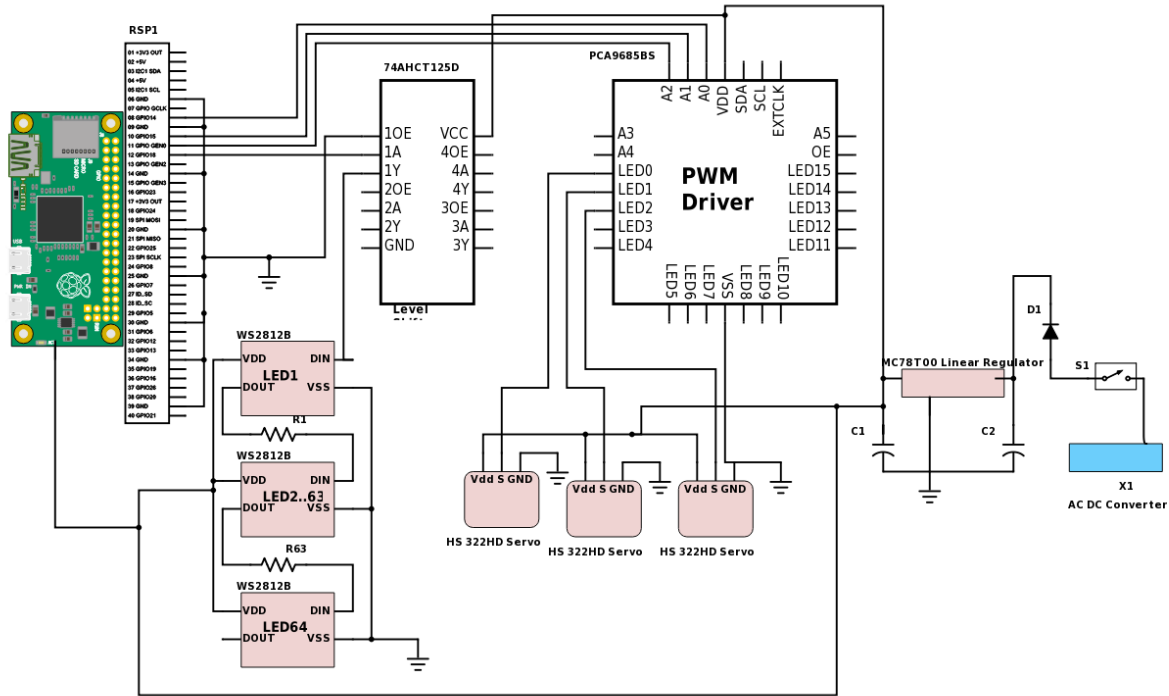 RSP1
01 +3V3 OUT
02 +5V
03 I2C1 SDA
04 +5V
05 I2C1 SCL
06 GND
07 GPIO GCLK
08 GPIO14
09 GND
10 GPIO15
11 GPIO GEN0
12 GPIO18
13 GPIO GEN2
14 GND
15 GPIO GEN3
16 GPIO23
17 +3V3 OUT
18 GPIO24
19 SPI MOSI
20 GND
21 SPI MISO
22 GPIO25
23 SPI SCLK
24 GPIO8
25 GND
26 GPIO7
27 ID_SD
28 ID_SC
29 GPIO5
30 GND
31 GPIO6
32 GPIO12
33 GPIO13
34 GND
35 GPIO19
36 GPIO16
37 GPIO26
38 GPIO20
39 GND
40 GPIO21
GPIO
USB
74AHCT125D
1OE VCC
1A 4OE
1Y 4A
2OE 4Y
2A 3OE
2Y 3A
GND 3Y
Level
PCA9685BS
A2
A1
A0
VDD
SDA
SCL
EXTCLK
A3 A5
A4 OE
LED0 LED15
LED1 LED14
LED2 LED13
LED3 LED12
LED4 LED11
PWM
Driver
LED5
LED6
LED7
VSS
LED8
LED9
LED10
WS2812B
VDD DIN
LED1
DOUT VSS
R1
WS2812B
VDD DIN
LED2..63
DOUT VSS
R63
WS2812B
VDD DIN
LED64
DOUT VSS
Vdd S GND
HS 322HD Servo
Vdd S GND
HS 322HD Servo
Vdd S GND
HS 322HD Servo
D1
MC78T00 Linear Regulator
S1
C1
C2
X1
AC DC Converter